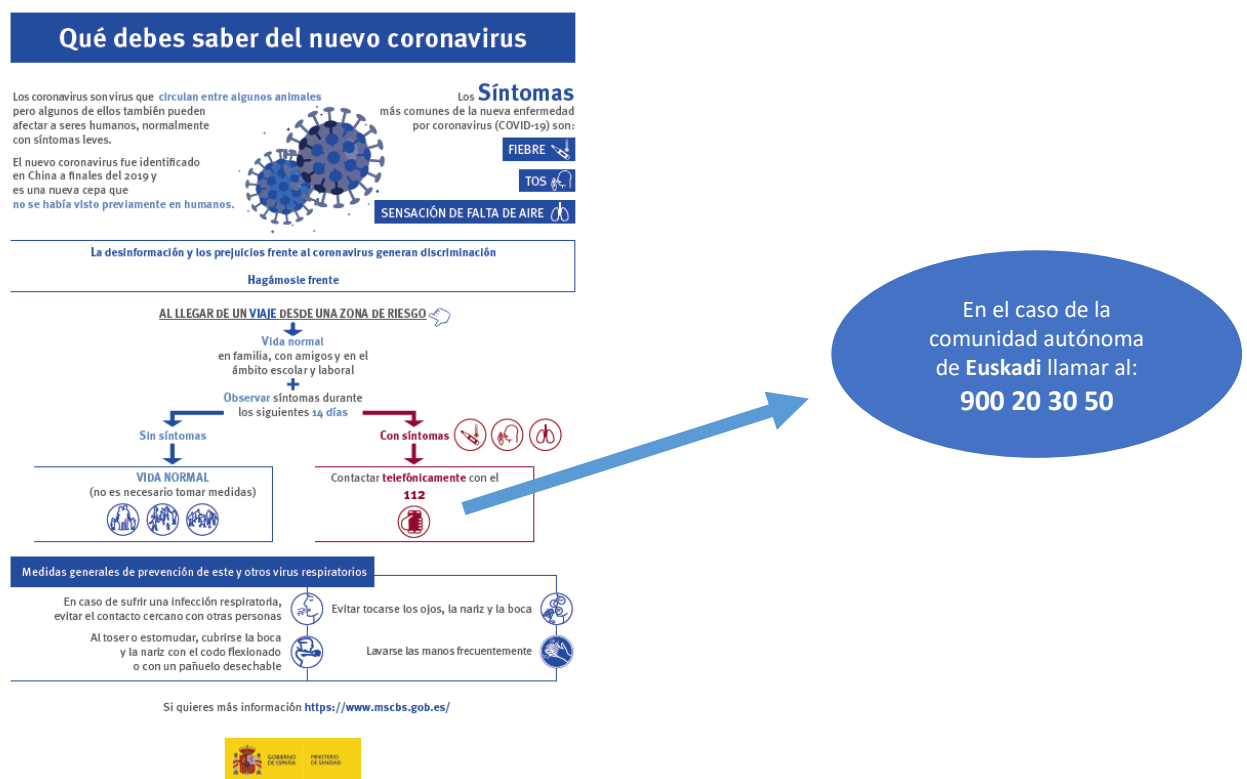 Qué debes saber del nuevo coronavirus
Los coronavirus son virus que circulan entre algunos animales
pero algunos de ellos también pueden
afectar a seres humanos, normalmente
con síntomas leves.
El nuevo coronavirus fue identificado
en China a finales del 2019 y
es una nueva cepa que
no se había visto previamente en humanos.
Los Síntomas
más comunes de la nueva enfermedad
por coronavirus (COVID-19) son:
FIEBRE
TOS
SENSACIÓN DE FALTA DE AIRE
La desinformación y los prejuicios frente al coronavirus generan discriminación
Hagámosle frente
AL LLEGAR DE UN VIAJE DESDE UNA ZONA DE RIESGO
Vida normal
en familia, con amigos y en el
ámbito escolar y laboral
+
Observar síntomas durante
los siguientes 14 días
Sin síntomas
VIDA NORMAL
(no es necesario tomar medidas)
Con síntomas
Contactar telefónicamente con el
112
En el caso de la
comunidad autónoma
de Euskadi llamar al:
900 20 30 50
Medidas generales de prevención de este y otros virus respiratorios
En caso de sufrir una infección respiratoria,
evitar el contacto cercano con otras personas
Al toser o estornudar, cubrirse la boca
y la nariz con el codo flexionado
o con un pañuelo desechable
Evitar tocarse los ojos, la nariz y la boca
Lavarse las manos frecuentemente
Si quieres más información https://www.mscbs.gob.es/
GOBIERNO
DE ESPAÑA
MINISTERIO
DE SANIDAD